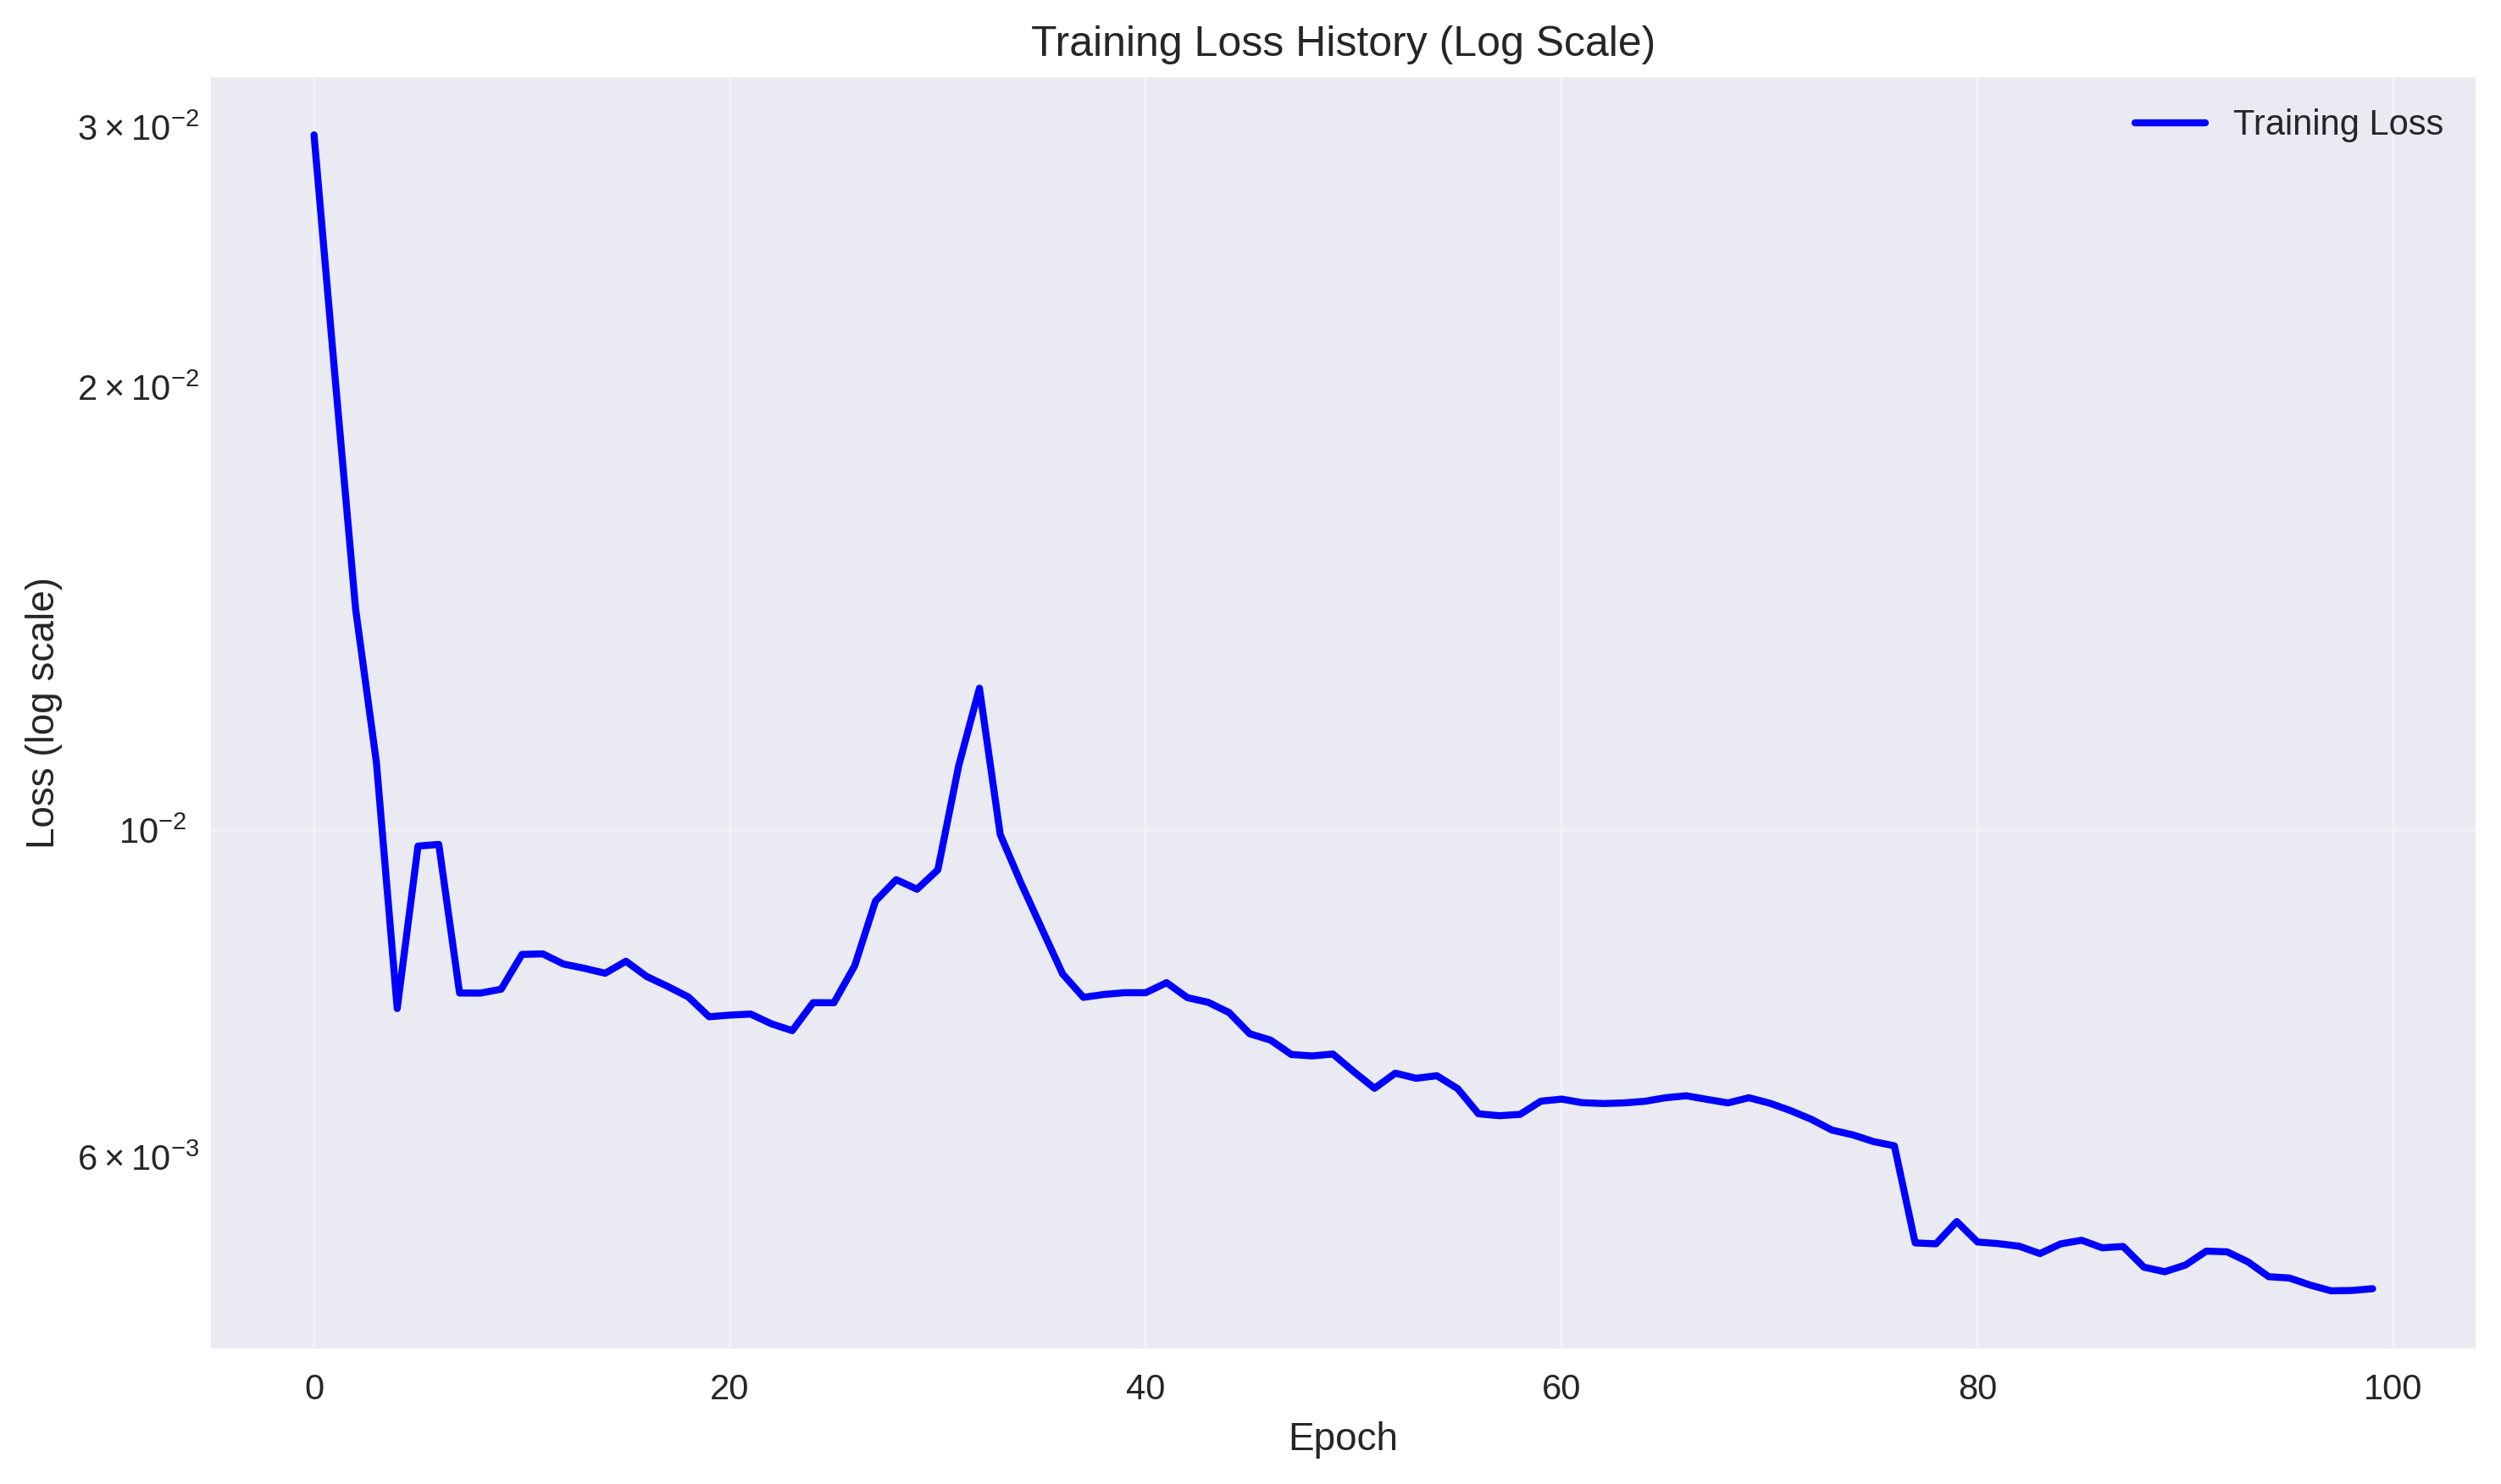 Training Loss History (Log Scale)
3 × 10⁻²
Training Loss
2 × 10⁻²
Loss (log scale)
10⁻²
6 × 10⁻³
0 20 40 60 80 100
Epoch